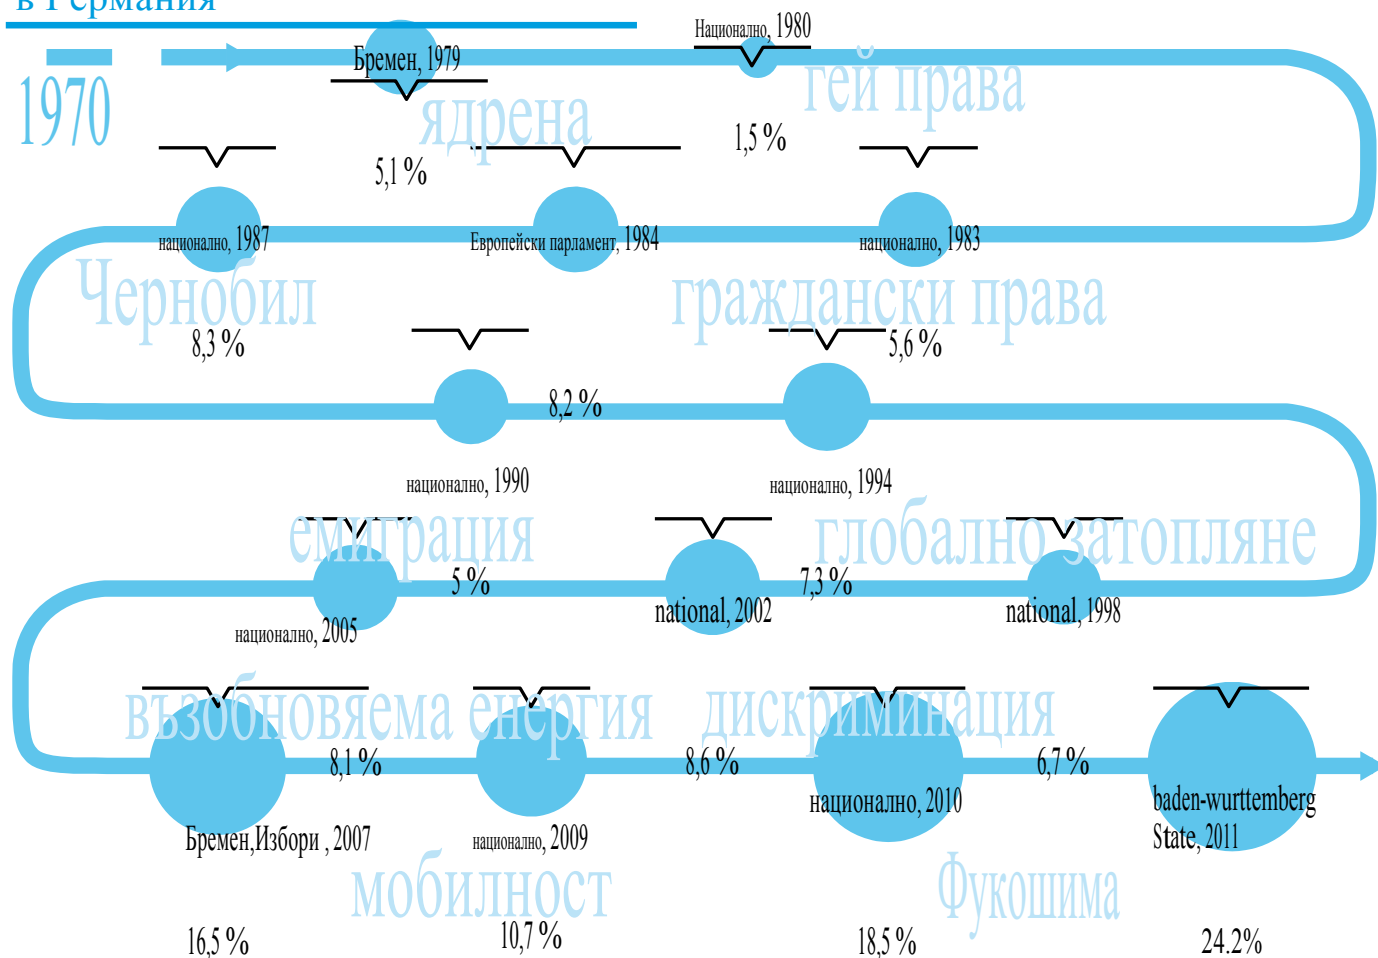 в Германия
Национално, 1980
Бремен, 1979
гей права
1970
ядрена
1,5 %
5,1 %
национално, 1987
Европейски парламент, 1984
национално, 1983
Чернобил
граждански права
8,3 %
5,6 %
8,2 %
национално, 1990
национално, 1994
емиграция
глобално затопляне
5 %
7,3 %
national, 2002
national, 1998
национално, 2005
възобновяема енергия
дискриминация
8,1 %
8,6 %
6,7 %
национално, 2010
baden-wurttemberg
State, 2011
Бремен,Избори , 2007
национално, 2009
мобилност
Фукошима
16,5 %
10,7 %
18,5 %
24.2%